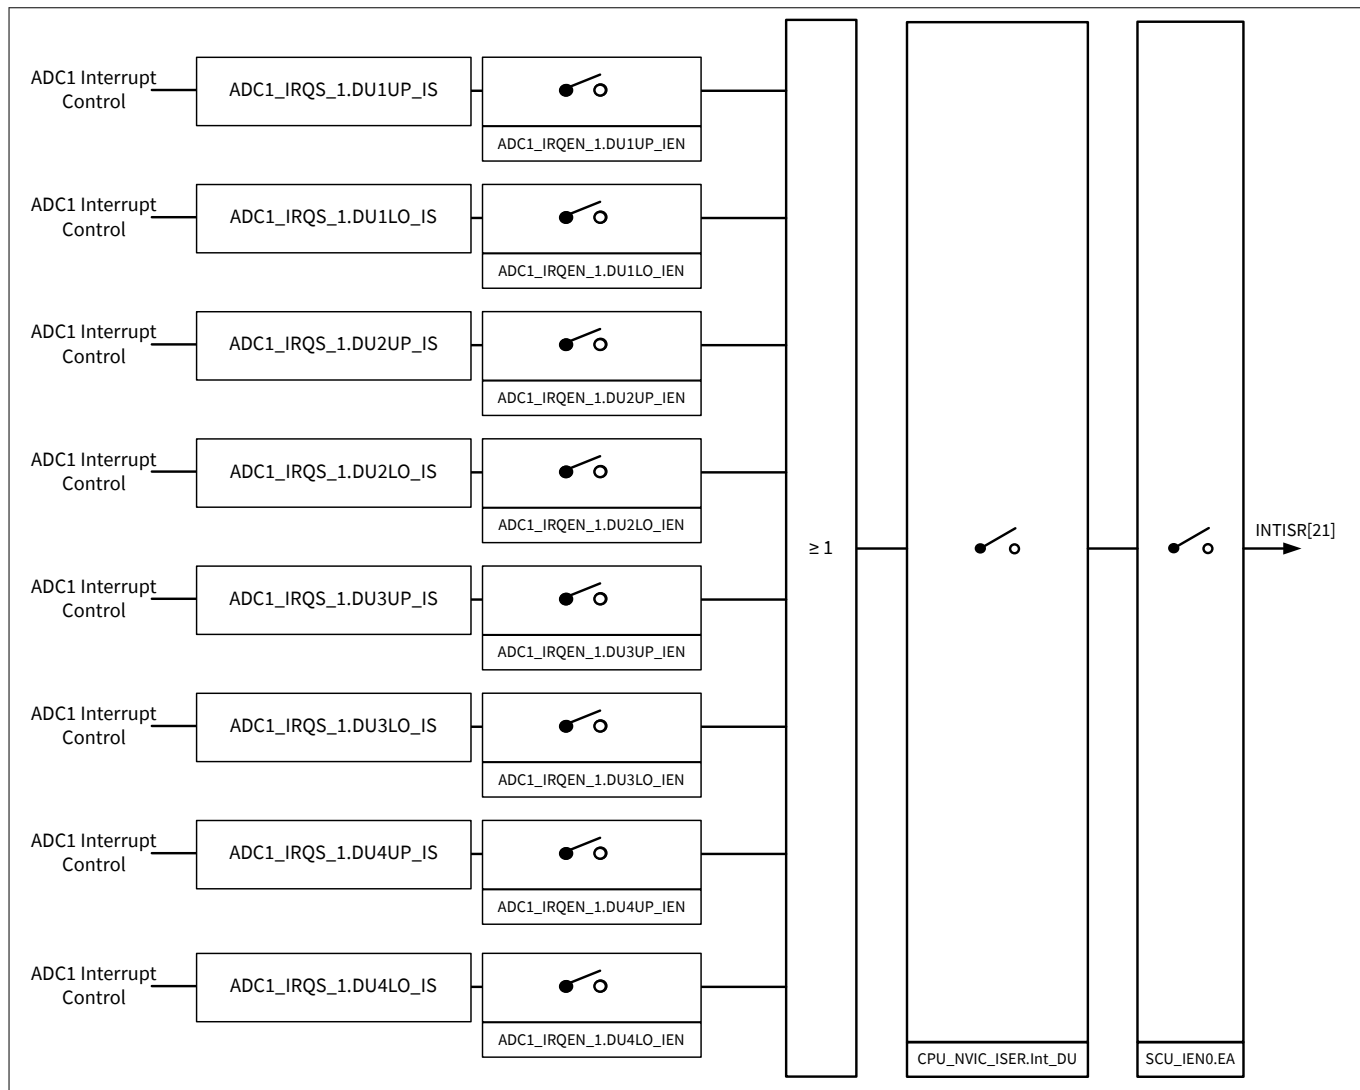 ADC1 Interrupt
Control
ADC1_IRQS_1.DU1UP_IS
ADC1_IRQEN_1.DU1UP_IEN
ADC1 Interrupt
Control
ADC1_IRQS_1.DU1LO_IS
ADC1_IRQEN_1.DU1LO_IEN
ADC1 Interrupt
Control
ADC1_IRQS_1.DU2UP_IS
ADC1_IRQEN_1.DU2UP_IEN
ADC1 Interrupt
Control
ADC1_IRQS_1.DU2LO_IS
ADC1_IRQEN_1.DU2LO_IEN
ADC1 Interrupt
Control
ADC1_IRQS_1.DU3UP_IS
ADC1_IRQEN_1.DU3UP_IEN
ADC1 Interrupt
Control
ADC1_IRQS_1.DU3LO_IS
ADC1_IRQEN_1.DU3LO_IEN
ADC1 Interrupt
Control
ADC1_IRQS_1.DU4UP_IS
ADC1_IRQEN_1.DU4UP_IEN
ADC1 Interrupt
Control
ADC1_IRQS_1.DU4LO_IS
ADC1_IRQEN_1.DU4LO_IEN
≥ 1
CPU_NVIC_ISER.Int_DU
SCU_IEN0.EA
INTISR[21]